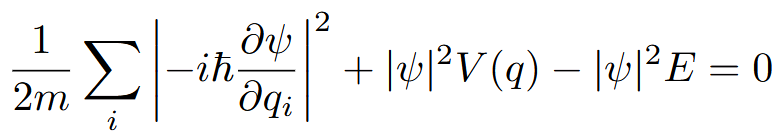 \frac{1}{2m} \sum_i \left| -i\hbar \frac{\partial \psi}{\partial q_i} \right|^2 + |\psi|^2 V(q) - |\psi|^2 E = 0